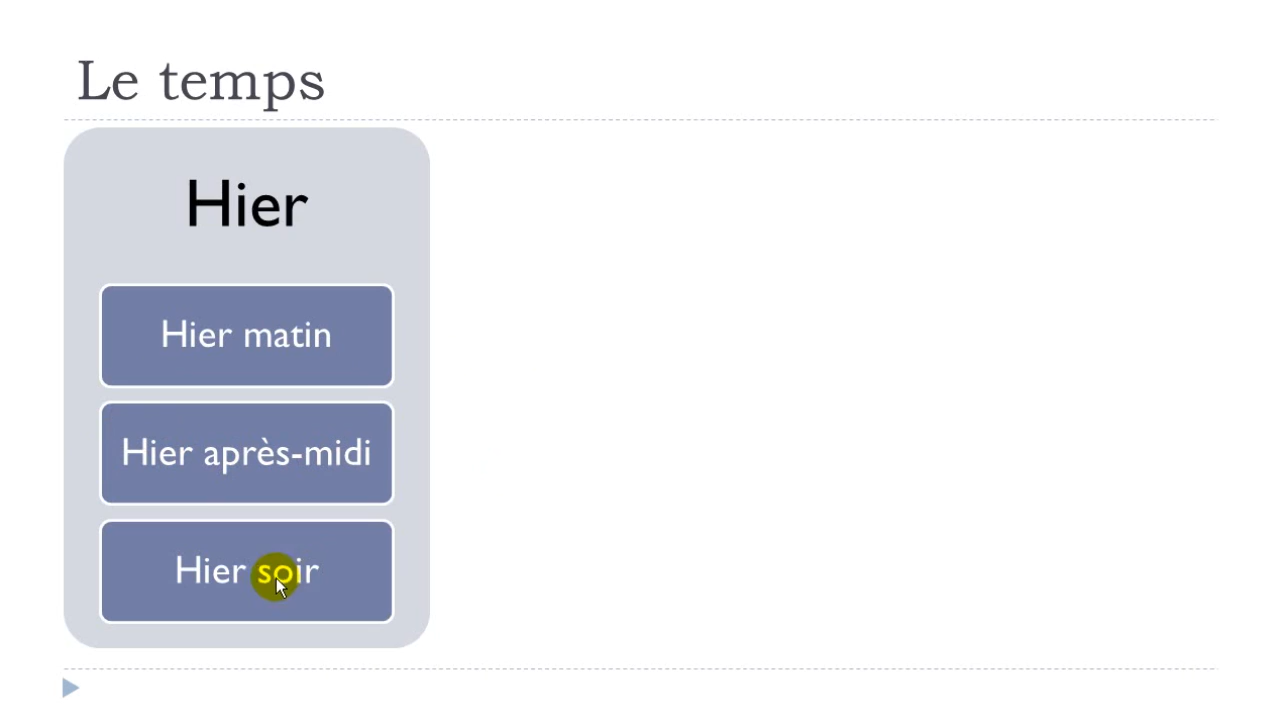 Le temps
Hier
Hier matin
Hier après-midi
Hier soir